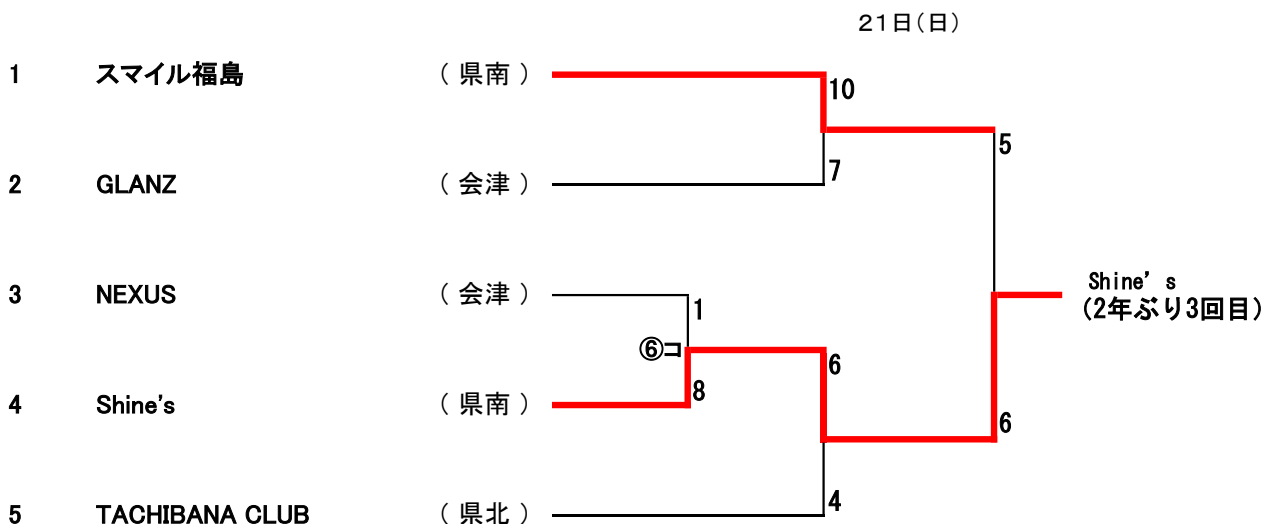 21日(日)
1 スマイル福島 (県南)
10
5
2 GLANZ (会津)
7
3 NEXUS (会津)
1
Shine's
(2年ぶり3回目)
⑥コ
6
4 Shine's (県南)
8
6
5 TACHIBANA CLUB (県北)
4